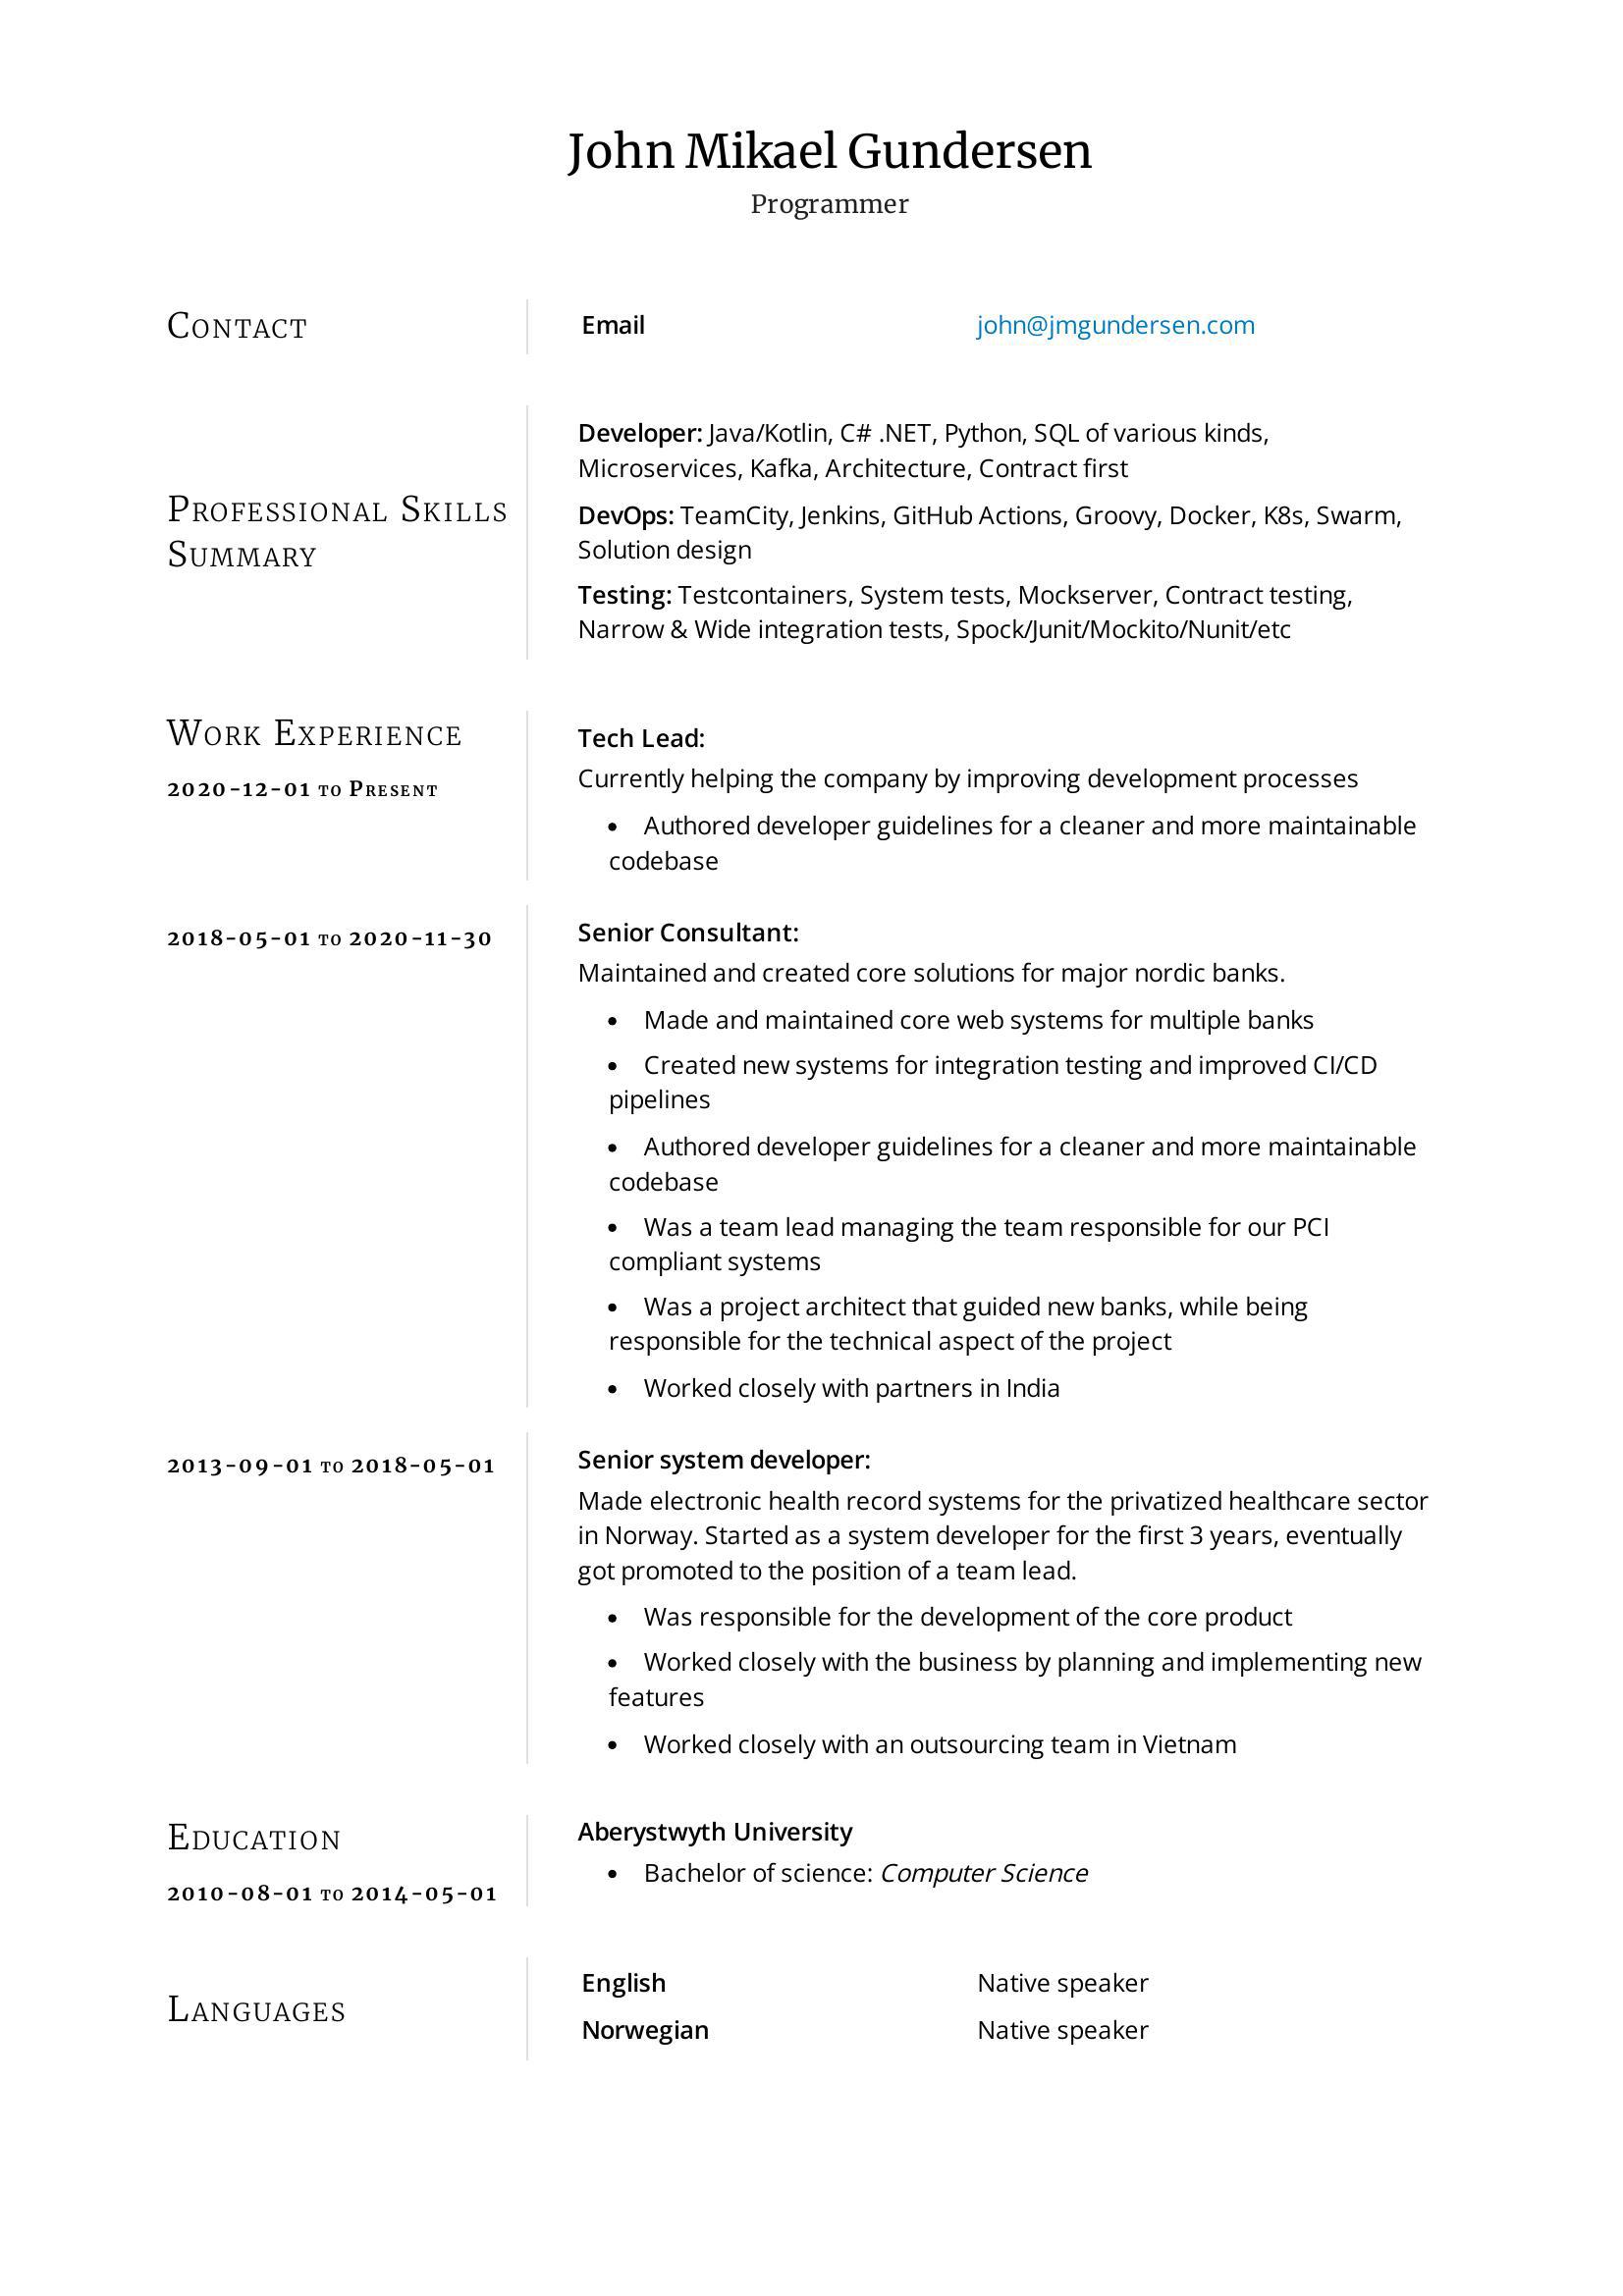 John Mikael Gundersen
Programmer
Contact
Email john@jmgundersen.com
Professional Skills
Summary
Developer: Java/Kotlin, C# .NET, Python, SQL of various kinds,
Microservices, Kafka, Architecture, Contract first
DevOps: TeamCity, Jenkins, GitHub Actions, Groovy, Docker, K8s, Swarm,
Solution design
Testing: Testcontainers, System tests, Mockserver, Contract testing,
Narrow & Wide integration tests, Spock/Junit/Mockito/Nunit/etc
Work Experience
2020-12-01 to Present
Tech Lead:
Currently helping the company by improving development processes
• Authored developer guidelines for a cleaner and more maintainable
codebase
2018-05-01 to 2020-11-30
Senior Consultant:
Maintained and created core solutions for major nordic banks.
• Made and maintained core web systems for multiple banks
• Created new systems for integration testing and improved CI/CD
pipelines
• Authored developer guidelines for a cleaner and more maintainable
codebase
• Was a team lead managing the team responsible for our PCI
compliant systems
• Was a project architect that guided new banks, while being
responsible for the technical aspect of the project
• Worked closely with partners in India
2013-09-01 to 2018-05-01
Senior system developer:
Made electronic health record systems for the privatized healthcare sector
in Norway. Started as a system developer for the first 3 years, eventually
got promoted to the position of a team lead.
• Was responsible for the development of the core product
• Worked closely with the business by planning and implementing new
features
• Worked closely with an outsourcing team in Vietnam
Education
2010-08-01 to 2014-05-01
Aberystwyth University
• Bachelor of science: Computer Science
Languages
English Native speaker
Norwegian Native speaker